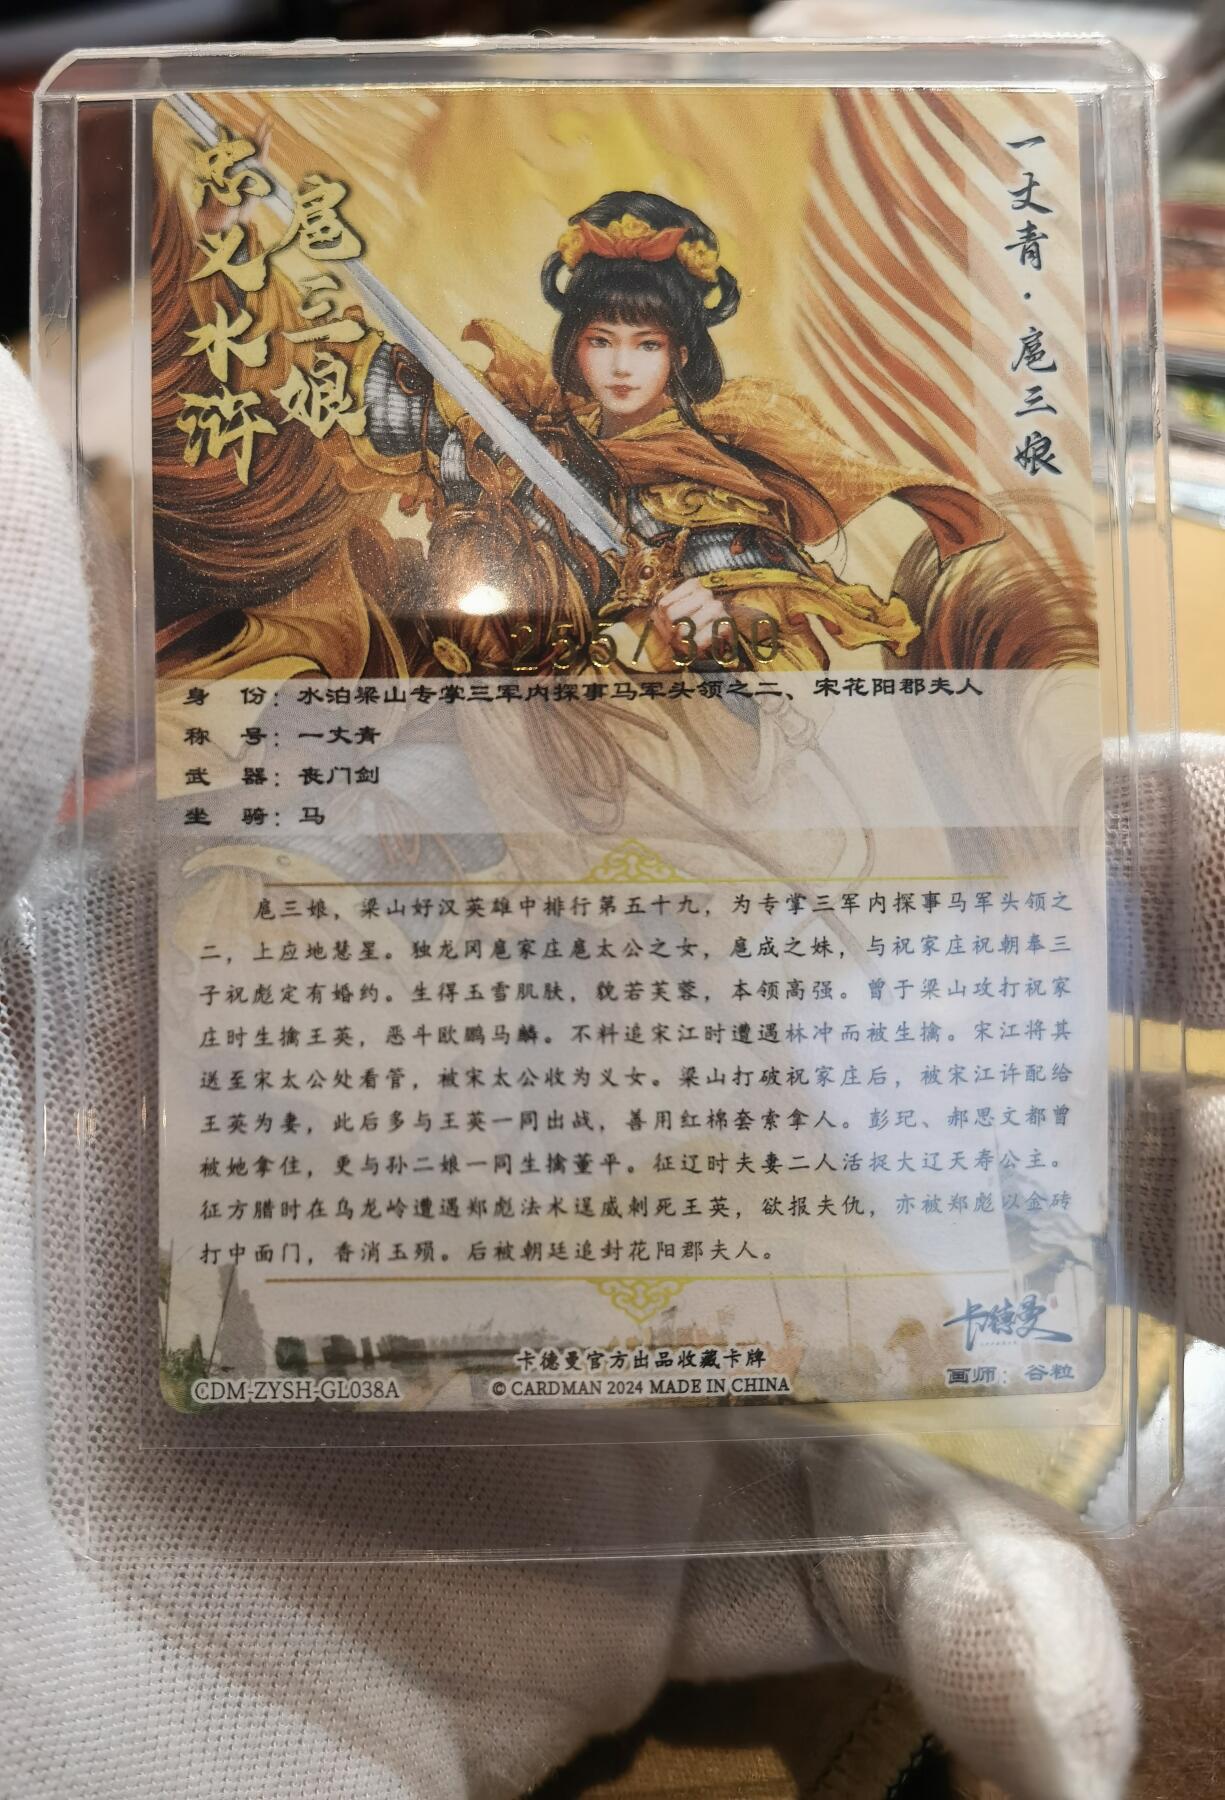 忠义水浒
扈三娘
一丈青·扈三娘
255/300
身 份：水泊梁山专掌三军内探事马军头领之二、宋花阳郡夫人
称 号：一丈青
武 器：丧门剑
坐 骑：马
扈三娘，梁山好汉英雄中排行第五十九，为专掌三军内探事马军头领之
二，上应地慧星。独龙冈扈家庄扈太公之女，扈成之妹，与祝家庄祝朝奉三
子祝彪定有婚约。生得玉雪肌肤，貌若芙蓉，本领高强。曾于梁山攻打祝家
庄时生擒王英，恶斗欧鹏马麟。不料追宋江时遭遇林冲而被生擒。宋江将其
送至宋太公处看管，被宋太公收为义女。梁山打破祝家庄后，被宋江许配给
王英为妻，此后多与王英一同出战，善用红棉套索拿人。彭玘、郝思文都曾
被她拿住，更与孙二娘一同生擒董平。征辽时夫妻二人活捉大辽天寿公主。
征方腊时在乌龙岭遭遇郑彪法术逞威刺死王英，欲报夫仇，亦被郑彪以金砖
打中面门，香消玉殒。后被朝廷追封花阳郡夫人。
卡德曼
卡德曼官方出品收藏卡牌
CDM-ZYSH-GL038A
© CARDMAN 2024 MADE IN CHINA
画师：谷粒